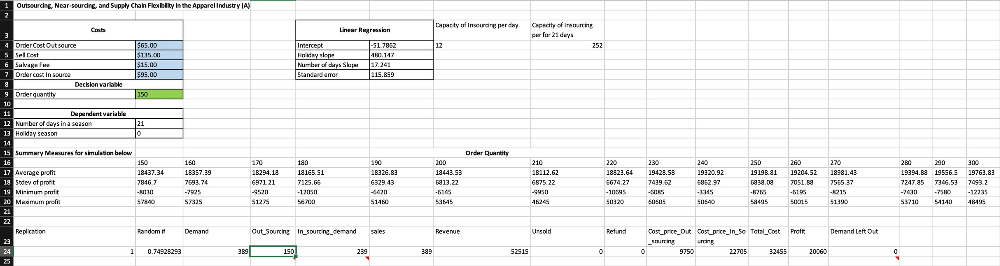 1 Outsourcing, Near-sourcing, and Supply Chain Flexibility in the Apparel Industry (A)
2
3 Costs Linear Regression Capacity of Insourcing per day Capacity of Insourcing per for 21 days
4 Order Cost Out source $65.00 Intercept -51.7862 12 252
5 Sell Cost $135.00 Holiday slope 480.147
6 Salvage Fee $15.00 Number of days Slope 17.241
7 Order cost In source $95.00 Standard error 115.859
8 Decision variable
9 Order quantity 150
10
11 Dependent variable
12 Number of days in a season 21
13 Holiday season 0
14
15 Summary Measures for simulation below Order Quantity
16 150 160 170 180 190 200 210 220 230 240 250 260 270 280 290 300
17 Average profit 18437.34 18357.39 18294.18 18165.51 18326.83 18443.53 18112.62 18823.64 19428.58 19320.92 19198.81 19204.52 18981.43 19394.88 19556.5 19763.83
18 Stdev of profit 7846.7 7693.74 6971.21 7125.66 6329.43 6813.22 6875.22 6674.27 7439.62 6862.97 6838.08 7051.88 7565.37 7247.85 7346.53 7493.2
19 Minimum profit -8030 -7925 -9520 -12050 -6420 -6145 -9950 -10695 -6085 -3345 -8765 -6195 -8215 -7430 -7580 -12235
20 Maximum profit 57840 57325 51275 56700 51460 53645 46245 50320 60605 50640 58495 50015 51390 53710 54140 48495
21
22
23 Replication Random # Demand Out_Sourcing In_sourcing_demand sales Revenue Unsold Refund Cost_price_Out_sourcing Cost_price_In_Sourcing Total_Cost Profit Demand Left Out
24 1 0.74928293 389 150 239 389 52515 0 0 9750 22705 32455 20060 0
25